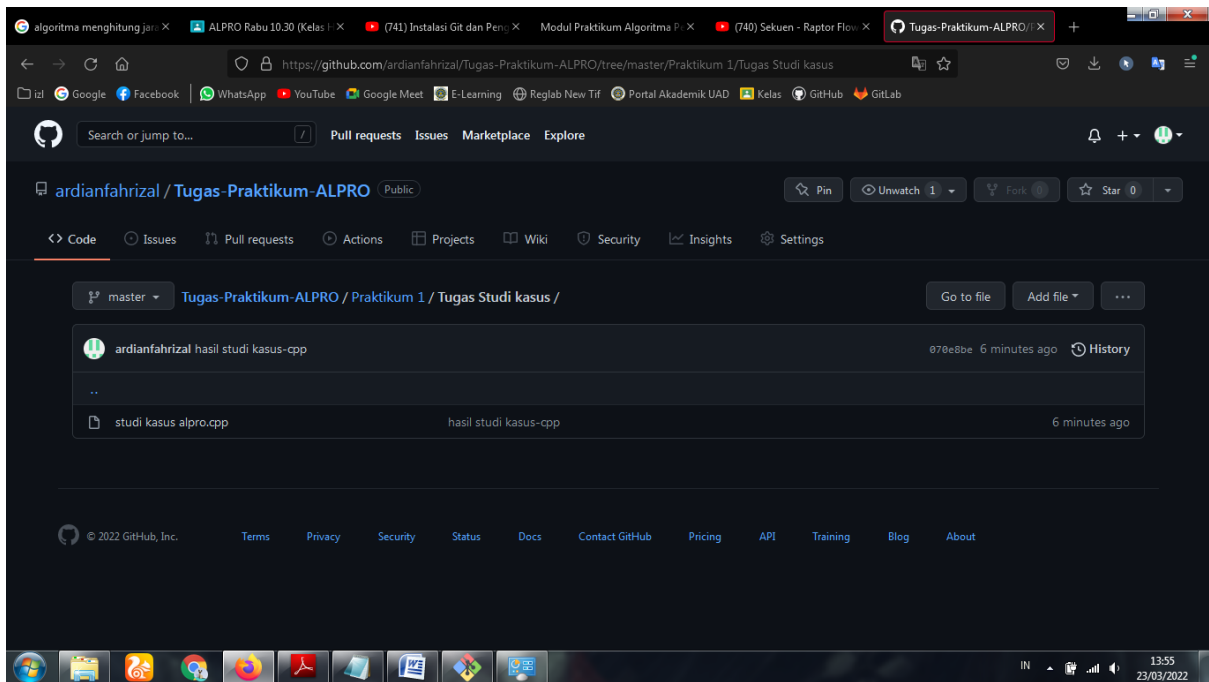 algoritma menghitung jara
ALPRO Rabu 10.30 (Kelas H
(741) Instalasi Git dan Peng
Modul Praktikum Algoritma Pe
(740) Sekuen - Raptor Flow
Tugas-Praktikum-ALPRO/P
https://github.com/ardianfahrizal/Tugas-Praktikum-ALPRO/tree/master/Praktikum 1/Tugas Studi kasus
izl Google Facebook WhatsApp YouTube Google Meet E-Learning Reglab New Tif Portal Akademik UAD Kelas GitHub GitLab
Search or jump to... / Pull requests Issues Marketplace Explore
ardianfahrizal / Tugas-Praktikum-ALPRO Public Pin Unwatch 1 Fork 0 Star 0
<> Code Issues Pull requests Actions Projects Wiki Security Insights Settings
master Tugas-Praktikum-ALPRO / Praktikum 1 / Tugas Studi kasus / Go to file Add file ...
ardianfahrizal hasil studi kasus-cpp 070e8be 6 minutes ago History
..
studi kasus alpro.cpp hasil studi kasus-cpp 6 minutes ago
© 2022 GitHub, Inc. Terms Privacy Security Status Docs Contact GitHub Pricing API Training Blog About
IN 13:55
23/03/2022